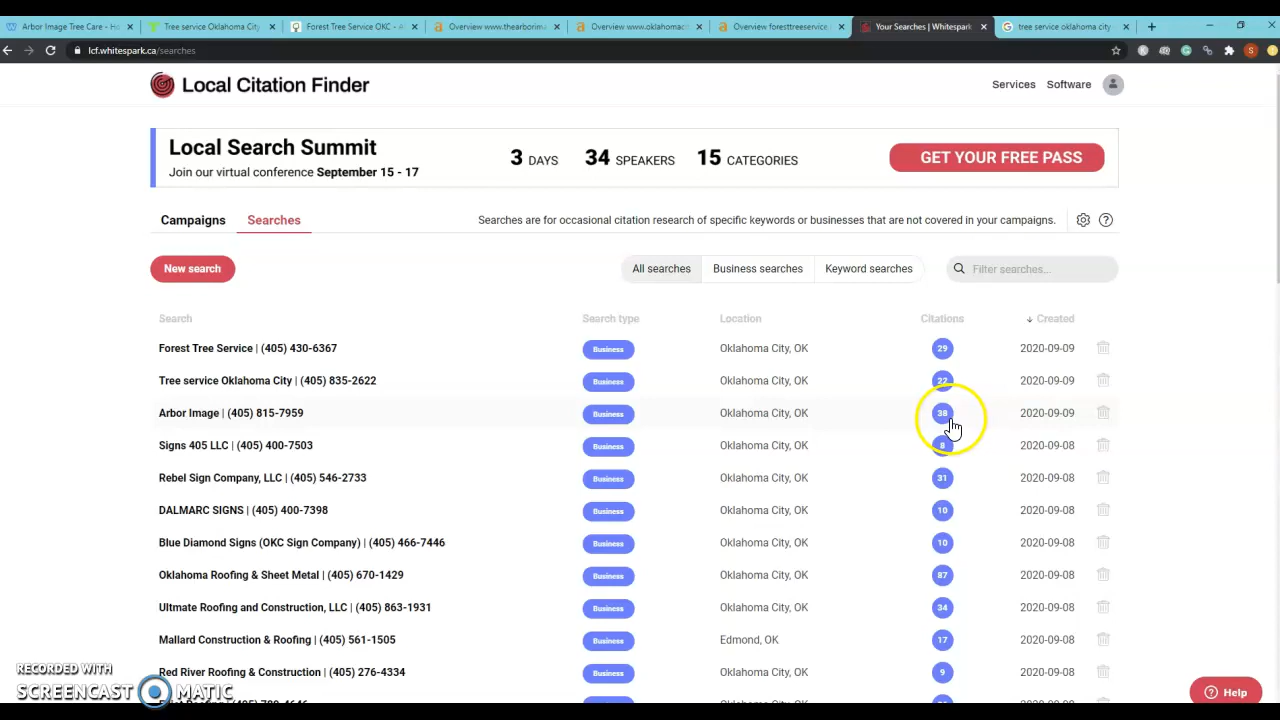 Arbor Image Tree Care - He
Tree service Oklahoma City
Forest Tree Service OKC - A
Overview www.thearborima
Overview www.oklahomacit
Overview foresttreeservice
Your Searches | Whitespark
tree service oklahoma city
lcf.whitespark.ca/searches
Local Citation Finder
Services Software
Local Search Summit
Join our virtual conference September 15 - 17
3 DAYS 34 SPEAKERS 15 CATEGORIES
GET YOUR FREE PASS
Campaigns Searches
Searches are for occasional citation research of specific keywords or businesses that are not covered in your campaigns.
New search
All searches Business searches Keyword searches
Filter searches...
Search Search type Location Citations Created
Forest Tree Service | (405) 430-6367 Business Oklahoma City, OK 29 2020-09-09
Tree service Oklahoma City | (405) 835-2622 Business Oklahoma City, OK 22 2020-09-09
Arbor Image | (405) 815-7959 Business Oklahoma City, OK 38 2020-09-09
Signs 405 LLC | (405) 400-7503 Business Oklahoma City, OK 8 2020-09-08
Rebel Sign Company, LLC | (405) 546-2733 Business Oklahoma City, OK 31 2020-09-08
DALMARC SIGNS | (405) 400-7398 Business Oklahoma City, OK 10 2020-09-08
Blue Diamond Signs (OKC Sign Company) | (405) 466-7446 Business Oklahoma City, OK 10 2020-09-08
Oklahoma Roofing & Sheet Metal | (405) 670-1429 Business Oklahoma City, OK 87 2020-09-08
Ultmate Roofing and Construction, LLC | (405) 863-1931 Business Oklahoma City, OK 34 2020-09-08
Mallard Construction & Roofing | (405) 561-1505 Business Edmond, OK 17 2020-09-08
Red River Roofing & Construction | (405) 276-4334 Business Oklahoma City, OK 9 2020-09-08
RECORDED WITH
SCREENCAST MATIC
Help